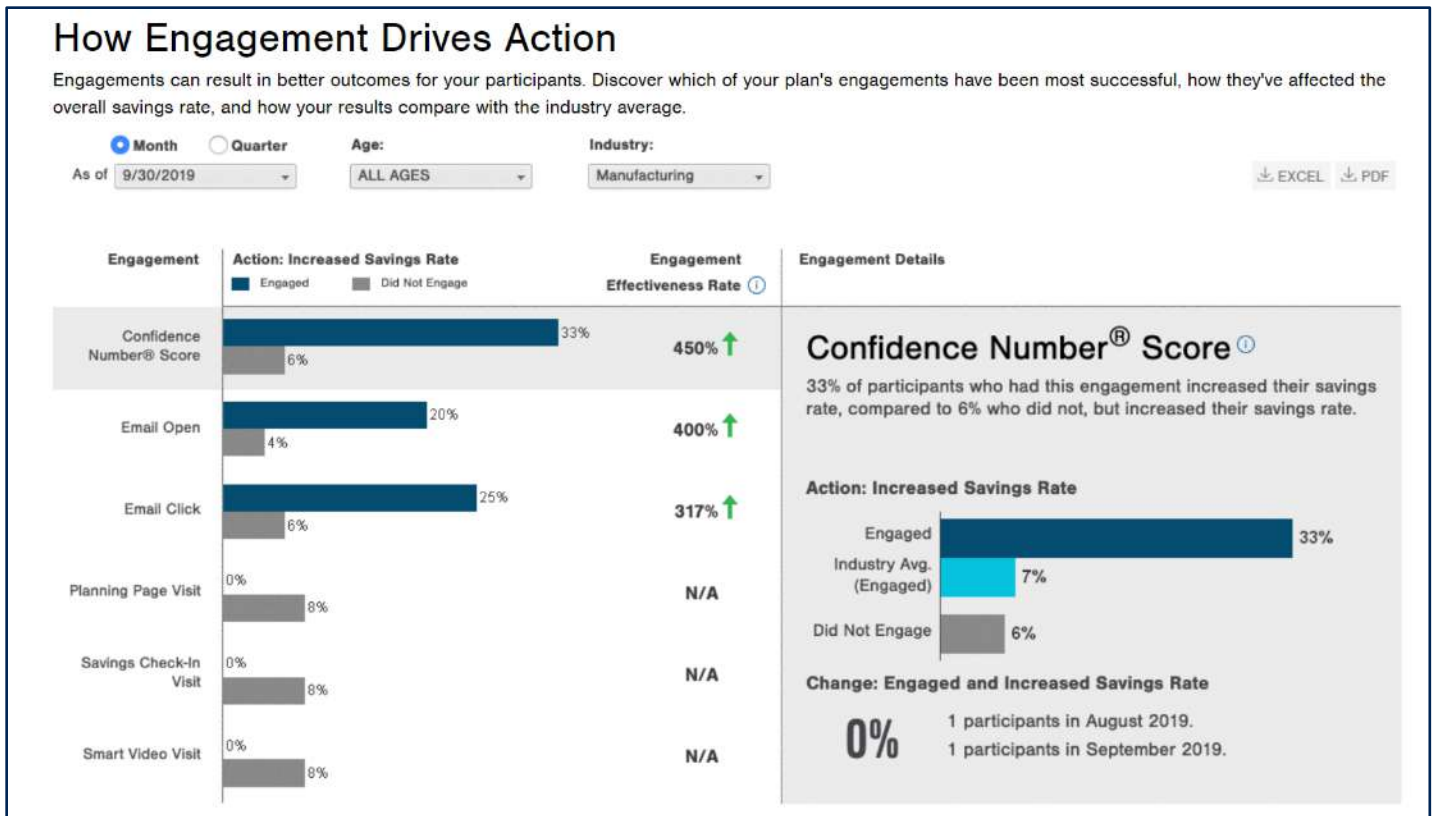 How Engagement Drives Action
Engagements can result in better outcomes for your participants. Discover which of your plan's engagements have been most successful, how they've affected the
overall savings rate, and how your results compare with the industry average.
Month Quarter Age: Industry:
As of 9/30/2019 ALL AGES Manufacturing EXCEL PDF
Engagement Action: Increased Savings Rate Engagement Engagement Details
Engaged Did Not Engage Effectiveness Rate
Confidence
Number® Score
33%
6%
450%
Email Open
20%
4%
400%
Email Click
25%
6%
317%
Planning Page Visit
0%
8%
N/A
Savings Check-In
Visit
0%
8%
N/A
Smart Video Visit
0%
8%
N/A
Confidence Number® Score
33% of participants who had this engagement increased their savings
rate, compared to 6% who did not, but increased their savings rate.
Action: Increased Savings Rate
Engaged 33%
Industry Avg.
(Engaged) 7%
Did Not Engage 6%
Change: Engaged and Increased Savings Rate
0%
1 participants in August 2019.
1 participants in September 2019.